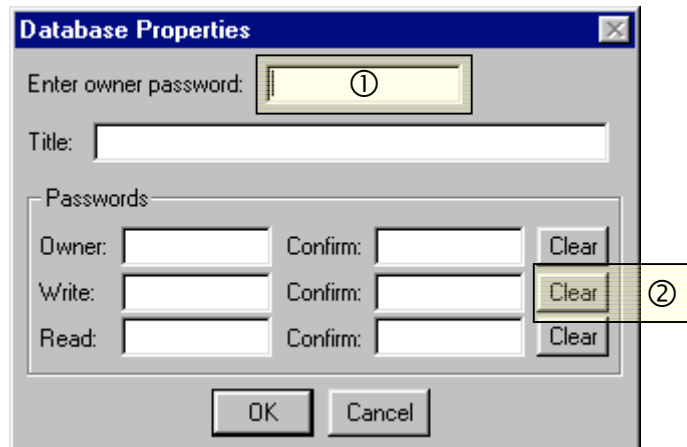 Database Properties
Enter owner password: ①
Title:
Passwords
Owner: Confirm: Clear
Write: Confirm: Clear ②
Read: Confirm: Clear
OK Cancel